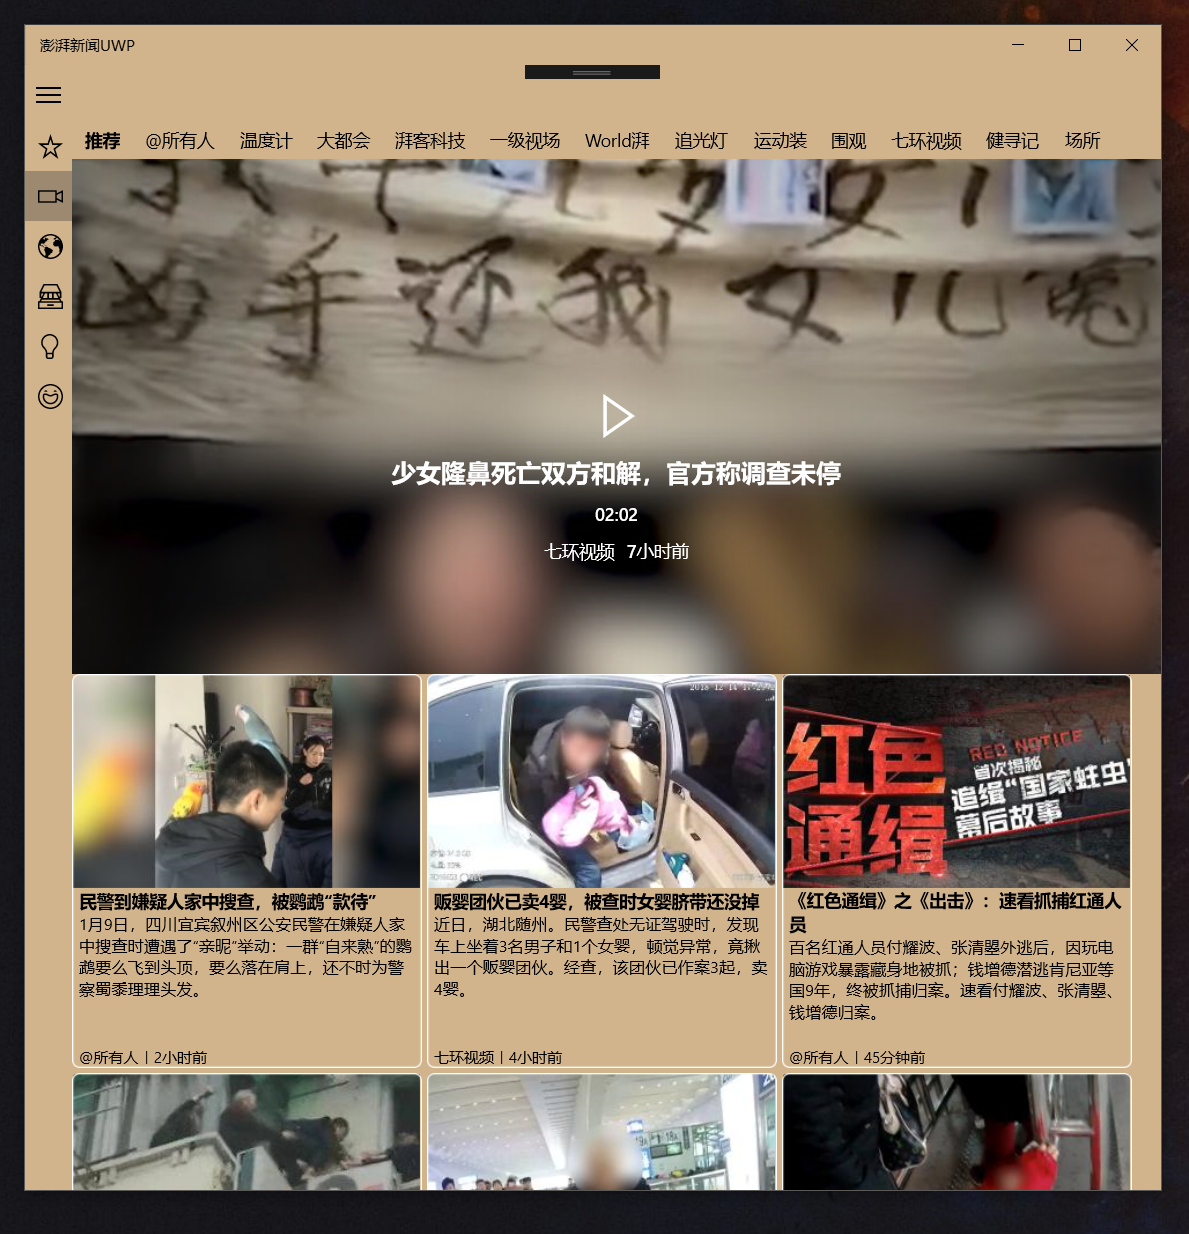 澎湃新闻UWP
推荐 @所有人 温度计 大都会 湃客科技 一级视场 World湃 追光灯 运动装 围观 七环视频 健寻记 场所
凶手还我女儿魂
少女隆鼻死亡双方和解，官方称调查未停
02:02
七环视频 7小时前
民警到嫌疑人家中搜查，被鹦鹉“款待”
1月9日，四川宜宾叙州区公安民警在嫌疑人家
中搜查时遭遇了“亲昵”举动：一群“自来熟“的鹦
鹉要么飞到头顶，要么落在肩上，还不时为警
察蜀黍理理头发。
@所有人 | 2小时前
2018-12-14 17:29:2
贩婴团伙已卖4婴，被查时女婴脐带还没掉
近日，湖北随州。民警查处无证驾驶时，发现
车上坐着3名男子和1个女婴，顿觉异常，竟揪
出一个贩婴团伙。经查，该团伙已作案3起，卖
4婴。
七环视频 | 4小时前
红色
通缉
RED NOTICE
首次揭秘
追缉“国家蛀虫”
幕后故事
《红色通缉》之《出击》：速看抓捕红通人
员
百名红通人员付耀波、张清曌外逃后，因玩电
脑游戏暴露藏身地被抓；钱增德潜逃肯尼亚等
国9年，终被抓捕归案。速看付耀波、张清曌、
钱增德归案。
@所有人 | 45分钟前
19A